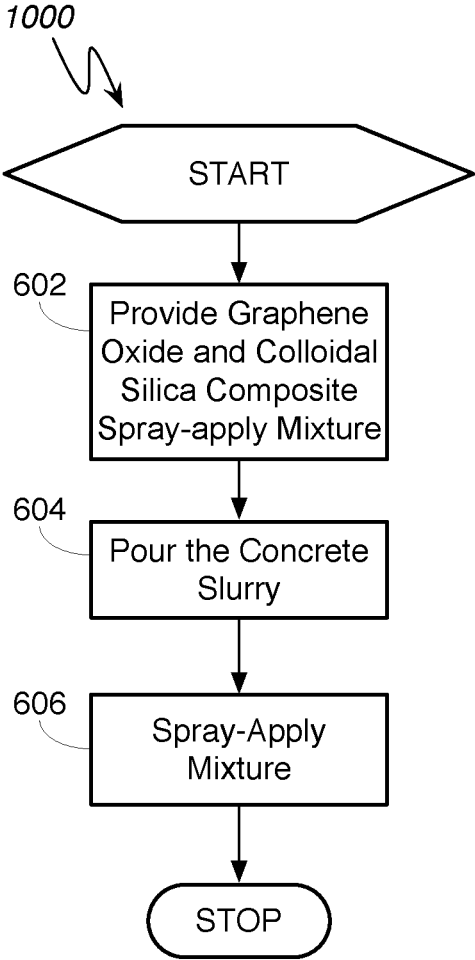 1000
START
602
Provide Graphene
Oxide and Colloidal
Silica Composite
Spray-apply Mixture
604
Pour the Concrete
Slurry
606
Spray-Apply
Mixture
STOP